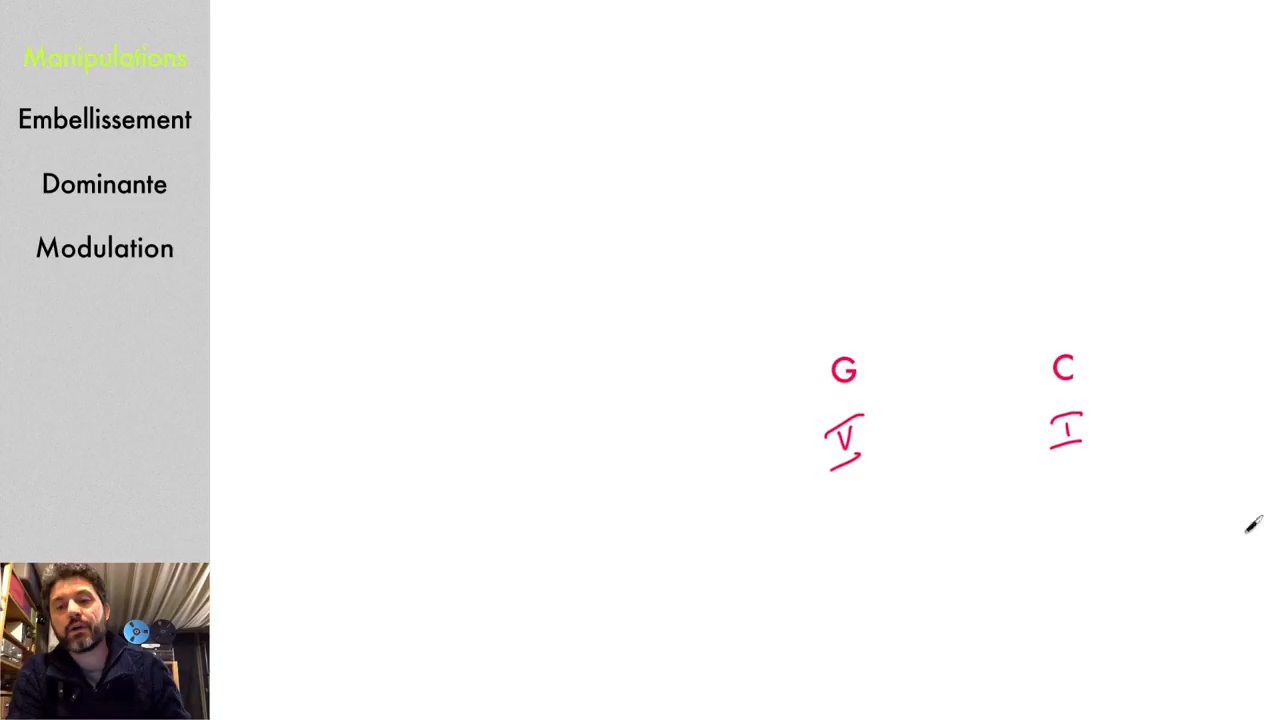 Manipulations
Embellissement
Dominante
Modulation
G C
V I